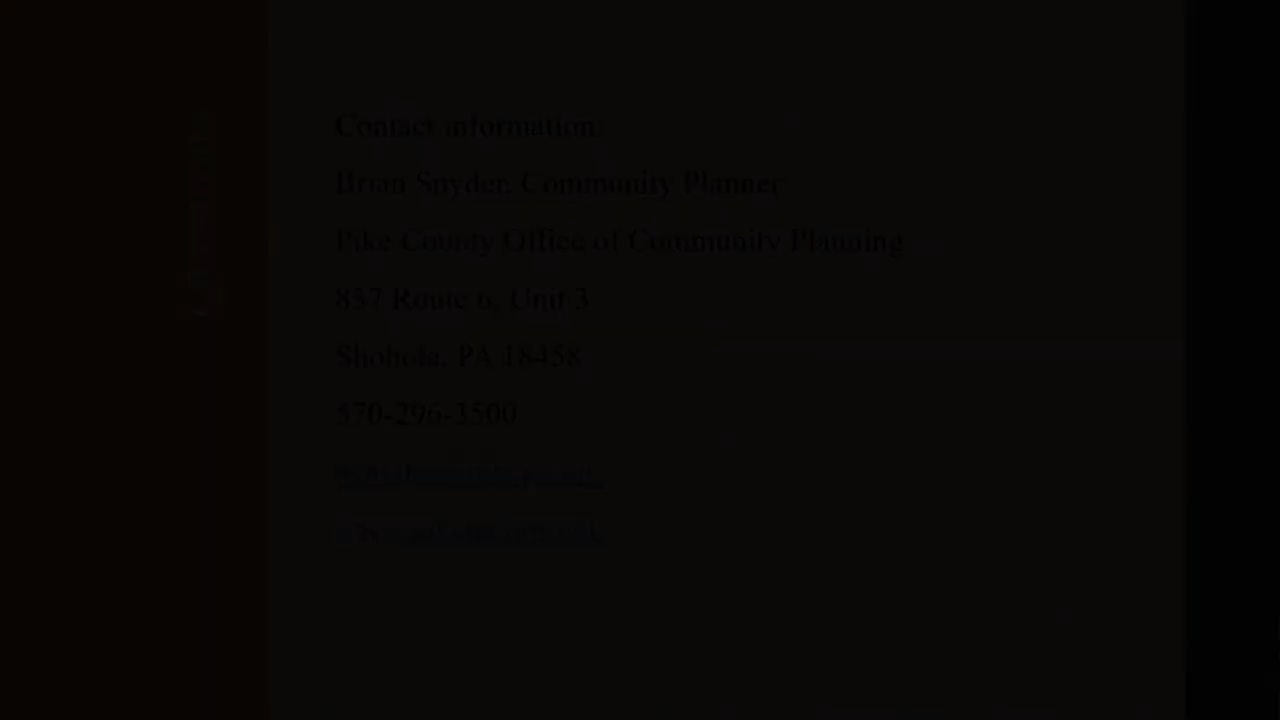 Contact information:
Brian Snyder, Community Planner
Pike County Office of Community Planning
837 Route 6, Unit 3
Shohola, PA 18458
570-296-3500